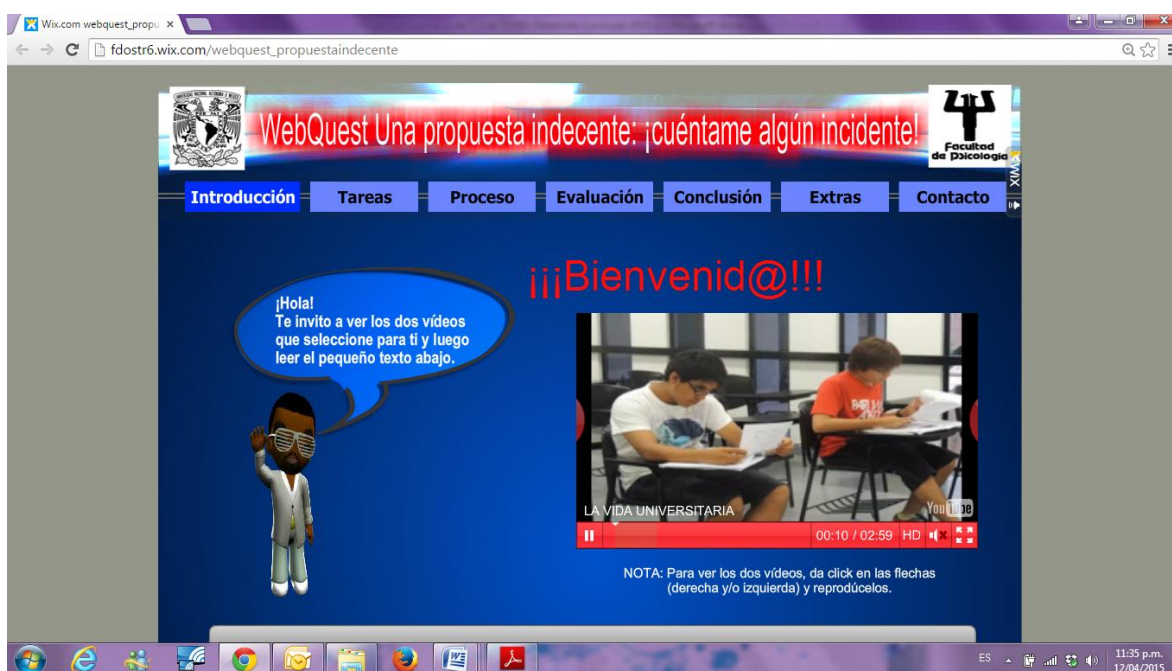 Wix.com webquest_propu
fdostr6.wix.com/webquest_propuestaindecente
WebQuest Una propuesta indecente: ¡cuéntame algún incidente!
Facultad
de Psicología
WIX
Introducción
Tareas
Proceso
Evaluación
Conclusión
Extras
Contacto
¡¡¡Bienvenid@!!!
¡Hola!
Te invito a ver los dos vídeos
que seleccione para ti y luego
leer el pequeño texto abajo.
LA VIDA UNIVERSITARIA
YouTube
00:10 / 02:59
HD
NOTA: Para ver los dos vídeos, da click en las flechas
(derecha y/o izquierda) y reprodúcelos.
ES
11:35 p.m.
12/04/2015